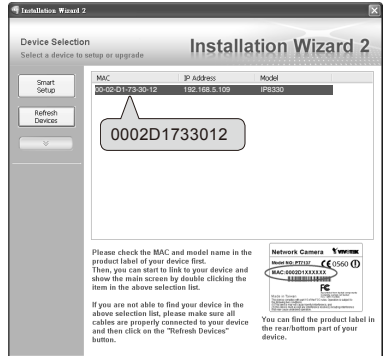 Installation Wizard 2
Device Selection
Select a device to setup or upgrade
Installation Wizard 2
Smart
Setup
Refresh
Devices
MAC IP Address Model
00-02-D1-73-30-12 192.168.5.109 IP8330
0002D1733012
Please check the MAC and model name in the
product label of your device first.
Then, you can start to link to your device and
show the main screen by double clicking the
item in the above selection list.
If you are not able to find your device in the
above selection list, please make sure all
cables are properly connected to your device
and then click on the "Refresh Devices"
button.
Network Camera VIVOTEK
Model NO: PT7137 CE 0560
MAC:0002D1XXXXXX
FC
Made in Taiwan
You can find the product label in
the rear/bottom part of your
device.